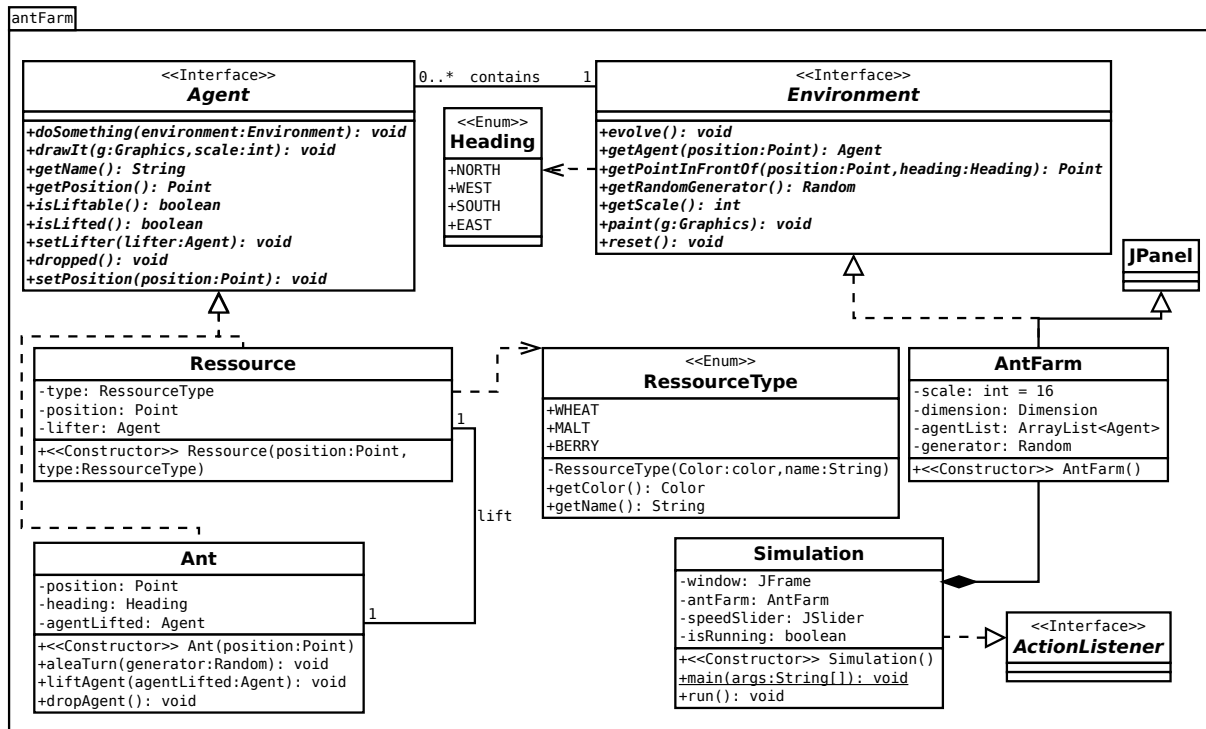 antFarm
<<Interface>>
Agent
+doSomething(environment:Environment): void
+drawIt(g:Graphics,scale:int): void
+getName(): String
+getPosition(): Point
+isLiftable(): boolean
+isLifted(): boolean
+setLifter(lifter:Agent): void
+dropped(): void
+setPosition(position:Point): void
0..* contains 1
<<Enum>>
Heading
+NORTH
+WEST
+SOUTH
+EAST
<<Interface>>
Environment
+evolve(): void
+getAgent(position:Point): Agent
+getPointInFrontOf(position:Point,heading:Heading): Point
+getRandomGenerator(): Random
+getScale(): int
+paint(g:Graphics): void
+reset(): void
JPanel
Ressource
-type: RessourceType
-position: Point
-lifter: Agent
+<<Constructor>> Ressource(position:Point,
type:RessourceType)
1
lift
1
<<Enum>>
RessourceType
+WHEAT
+MALT
+BERRY
-RessourceType(Color:color,name:String)
+getColor(): Color
+getName(): String
AntFarm
-scale: int = 16
-dimension: Dimension
-agentList: ArrayList<Agent>
-generator: Random
+<<Constructor>> AntFarm()
Ant
-position: Point
-heading: Heading
-agentLifted: Agent
+<<Constructor>> Ant(position:Point)
+aleaTurn(generator:Random): void
+liftAgent(agentLifted:Agent): void
+dropAgent(): void
Simulation
-window: JFrame
-antFarm: AntFarm
-speedSlider: JSlider
-isRunning: boolean
+<<Constructor>> Simulation()
+main(args:String[]): void
+run(): void
<<Interface>>
ActionListener